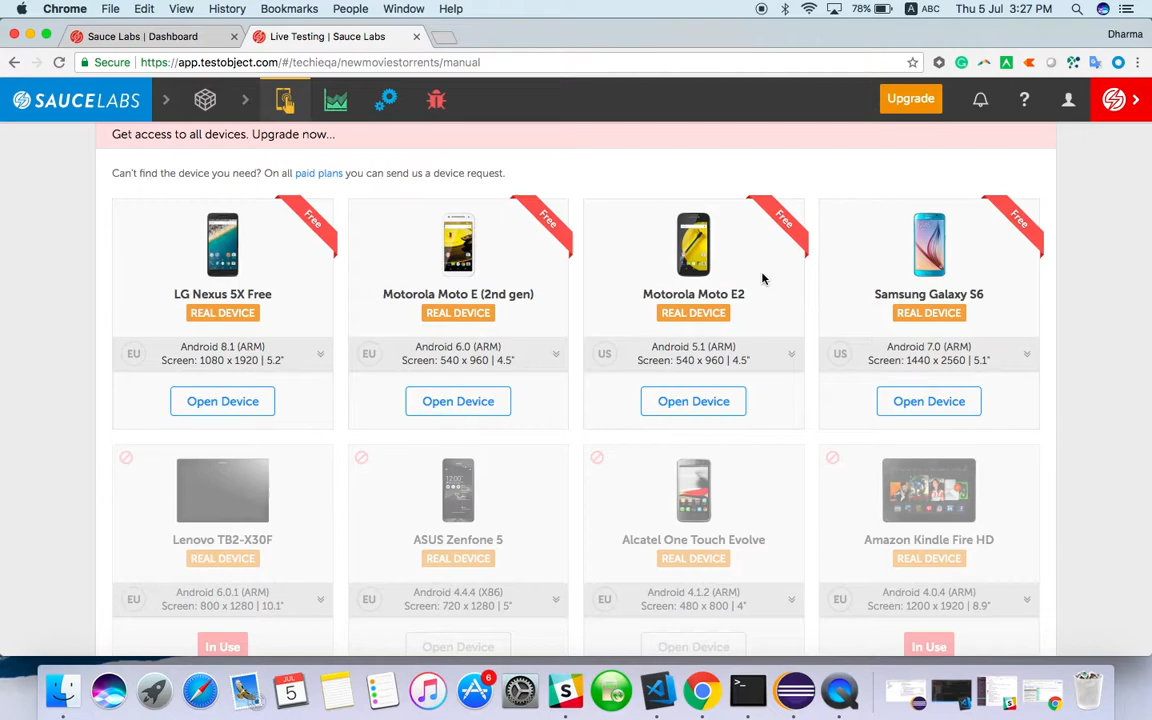 Chrome File Edit View History Bookmarks People Window Help 78% A ABC Thu 5 Jul 3:27 PM
Sauce Labs | Dashboard Live Testing | Sauce Labs Dharma
Secure https://app.testobject.com/#/techieqa/newmoviestorrents/manual
SAUCELABS Upgrade
Get access to all devices. Upgrade now...
Can't find the device you need? On all paid plans you can send us a device request.
Free Free Free Free
LG Nexus 5X Free Motorola Moto E (2nd gen) Motorola Moto E2 Samsung Galaxy S6
REAL DEVICE REAL DEVICE REAL DEVICE REAL DEVICE
EU Android 8.1 (ARM) EU Android 6.0 (ARM) US Android 5.1 (ARM) US Android 7.0 (ARM)
Screen: 1080 x 1920 | 5.2" Screen: 540 x 960 | 4.5" Screen: 540 x 960 | 4.5" Screen: 1440 x 2560 | 5.1"
Open Device Open Device Open Device Open Device
Lenovo TB2-X30F ASUS Zenfone 5 Alcatel One Touch Evolve Amazon Kindle Fire HD
REAL DEVICE REAL DEVICE REAL DEVICE REAL DEVICE
EU Android 6.0.1 (ARM) EU Android 4.4.4 (X86) EU Android 4.1.2 (ARM) EU Android 4.0.4 (ARM)
Screen: 800 x 1280 | 10.1" Screen: 720 x 1280 | 5" Screen: 480 x 800 | 4" Screen: 1200 x 1920 | 8.9"
In Use Open Device Open Device In Use
JUL
5
6